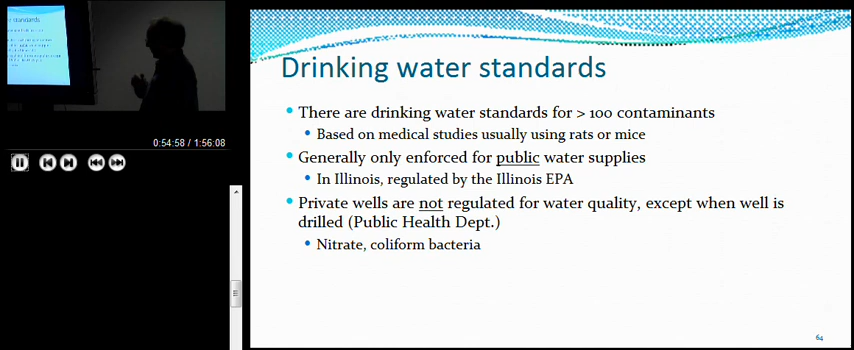 0:54:58 / 1:56:08
Drinking water standards
There are drinking water standards for > 100 contaminants
Based on medical studies usually using rats or mice
Generally only enforced for public water supplies
In Illinois, regulated by the Illinois EPA
Private wells are not regulated for water quality, except when well is
drilled (Public Health Dept.)
Nitrate, coliform bacteria
64